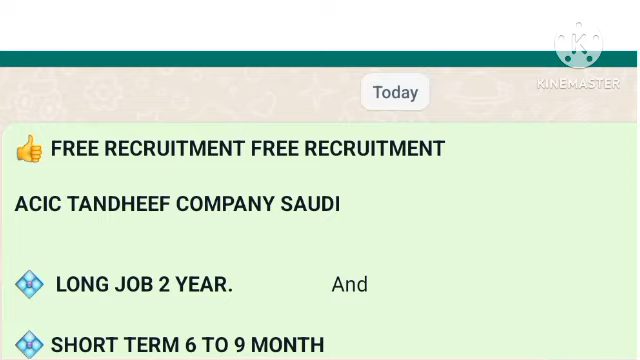 KINEMASTER
Today
👍 FREE RECRUITMENT FREE RECRUITMENT
ACIC TANDHEEF COMPANY SAUDI
💠 LONG JOB 2 YEAR. And
💠 SHORT TERM 6 TO 9 MONTH